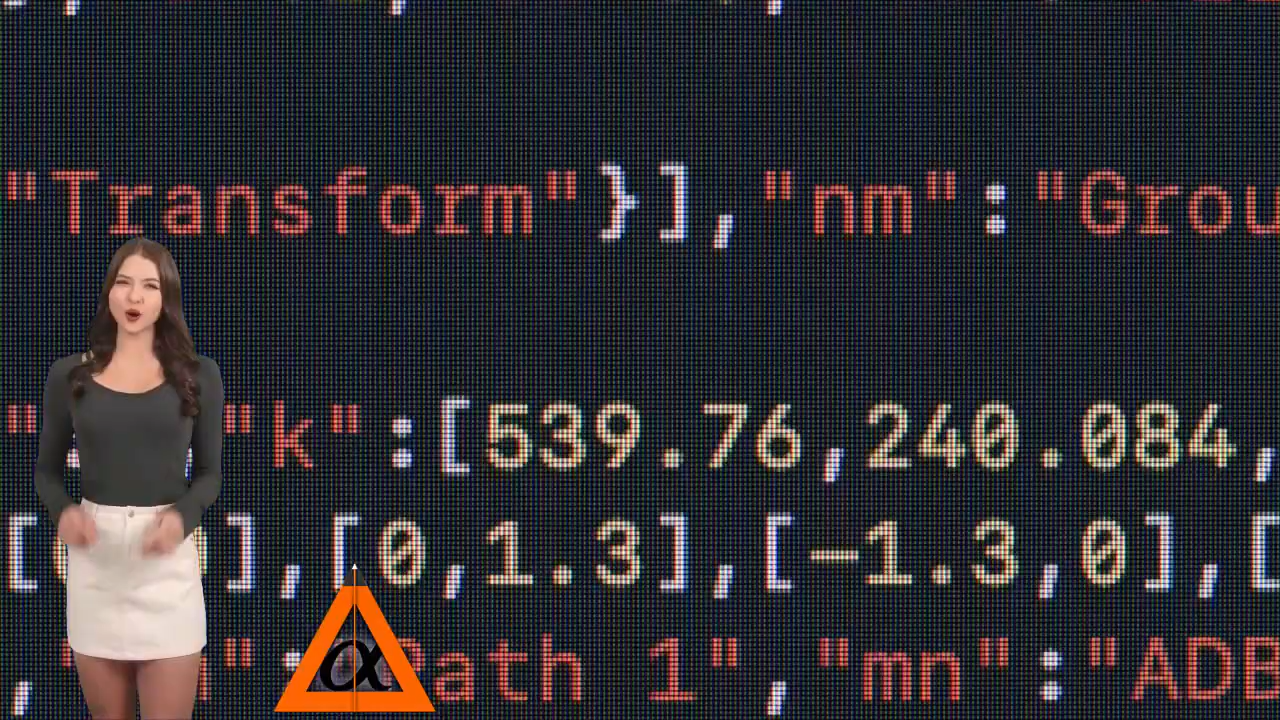 "Transform"}],"nm":"Grou
"k":[539.76,240.084,
],[0,1.3],[-1.3,0],[
α Path 1","mn":"ADB